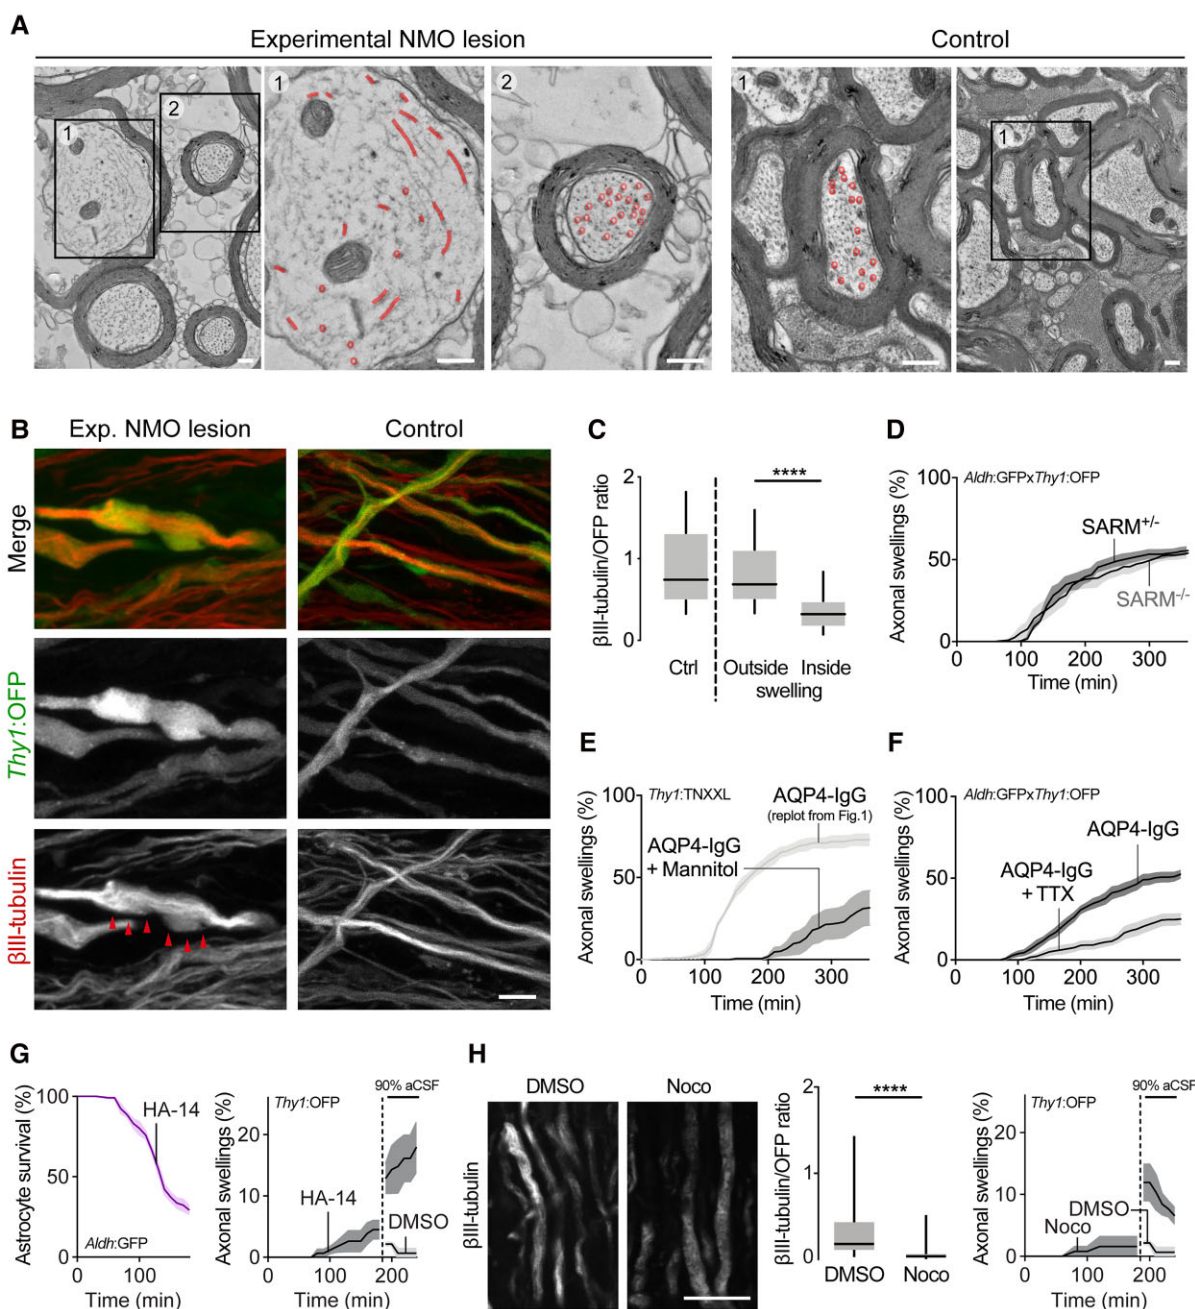 A
Experimental NMO lesion
Control
1
2
1
2
1
1
B
Exp. NMO lesion
Control
Merge
Thy1:OFP
βIII-tubulin
C
βIII-tubulin/OFP ratio
2
1
0
****
Ctrl
Outside
Inside
swelling
D
Axonal swellings (%)
100
50
0
Aldh:GFPxThy1:OFP
SARM+/-
SARM-/-
0
100
200
300
Time (min)
E
Axonal swellings (%)
100
50
0
Thy1:TNXXL
AQP4-IgG
(replot from Fig.1)
AQP4-IgG
+ Mannitol
0
100
200
300
Time (min)
F
Axonal swellings (%)
100
50
0
Aldh:GFPxThy1:OFP
AQP4-IgG
AQP4-IgG
+ TTX
0
100
200
300
Time (min)
G
Astrocyte survival (%)
100
50
0
HA-14
Aldh:GFP
0
100
Time (min)
Axonal swellings (%)
20
10
0
Thy1:OFP
90% aCSF
HA-14
DMSO
0
100
200
Time (min)
H
DMSO
Noco
βIII-tubulin
βIII-tubulin/OFP ratio
2
1
0
****
DMSO
Noco
Axonal swellings (%)
20
10
0
Thy1:OFP
90% aCSF
DMSO
Noco
0
100
200
Time (min)